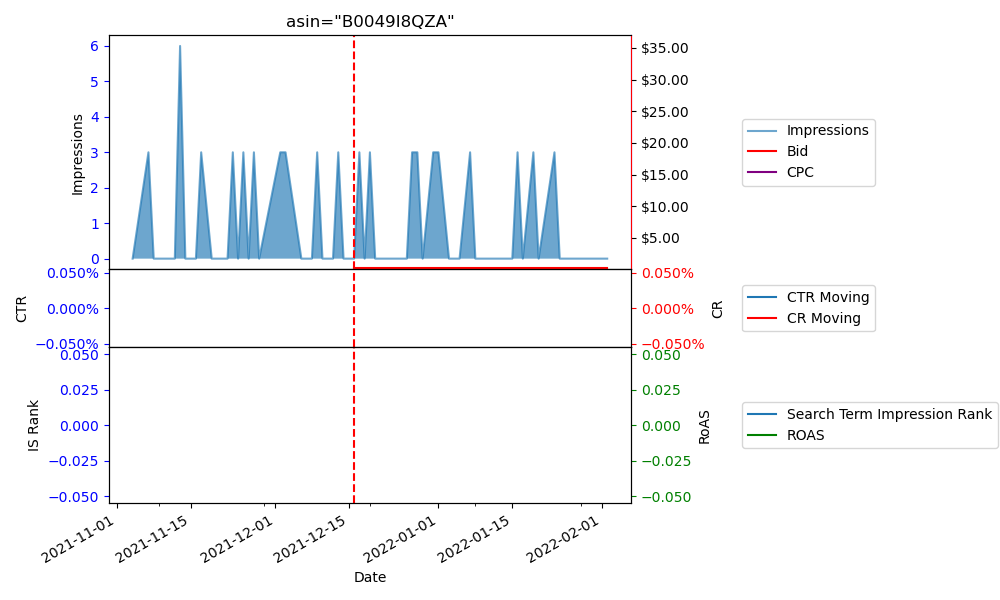 asin="B0049I8QZA"
Impressions
6
5
4
3
2
1
0
$35.00
$30.00
$25.00
$20.00
$15.00
$10.00
$5.00
Impressions
Bid
CPC
CTR
0.050%
0.000%
−0.050%
0.050%
0.000%
−0.050%
CR
CTR Moving
CR Moving
IS Rank
0.050
0.025
0.000
−0.025
−0.050
0.050
0.025
0.000
−0.025
−0.050
RoAS
Search Term Impression Rank
ROAS
2021-11-01
2021-11-15
2021-12-01
2021-12-15
2022-01-01
2022-01-15
2022-02-01
Date